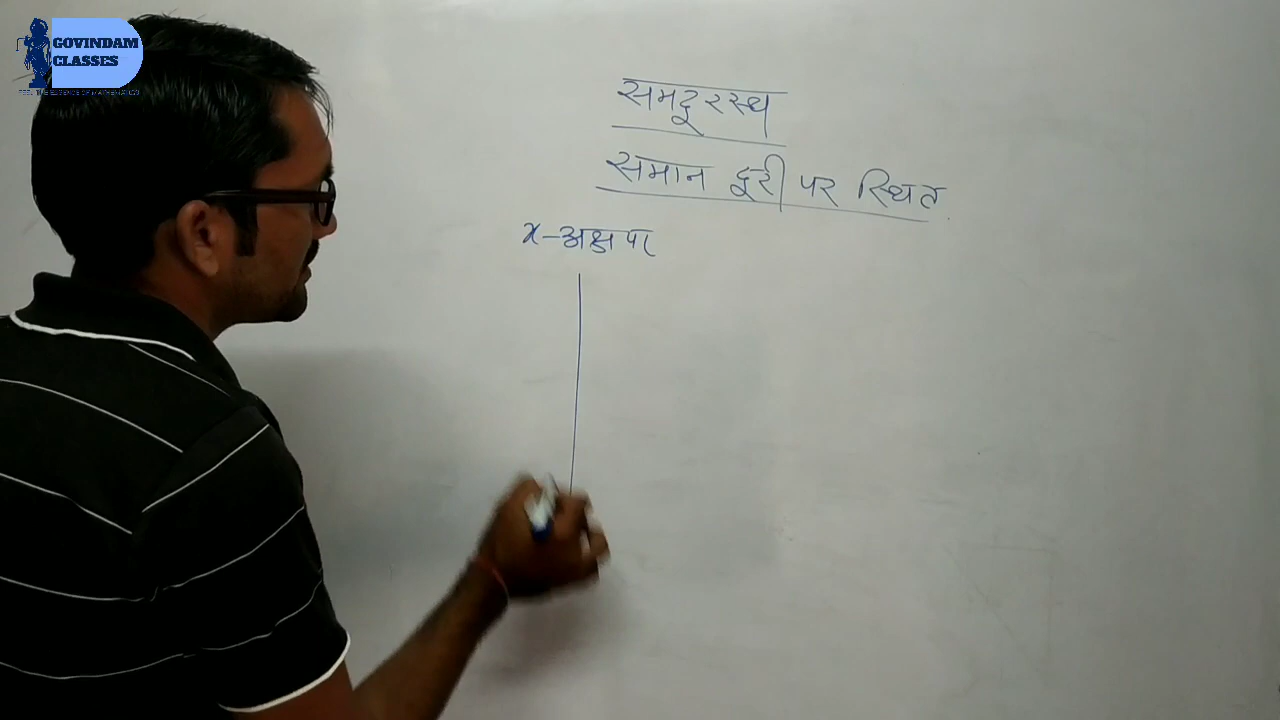 GOVINDAM
CLASSES
समदूरस्थ
समान दूरी पर स्थित
x-अक्ष पर